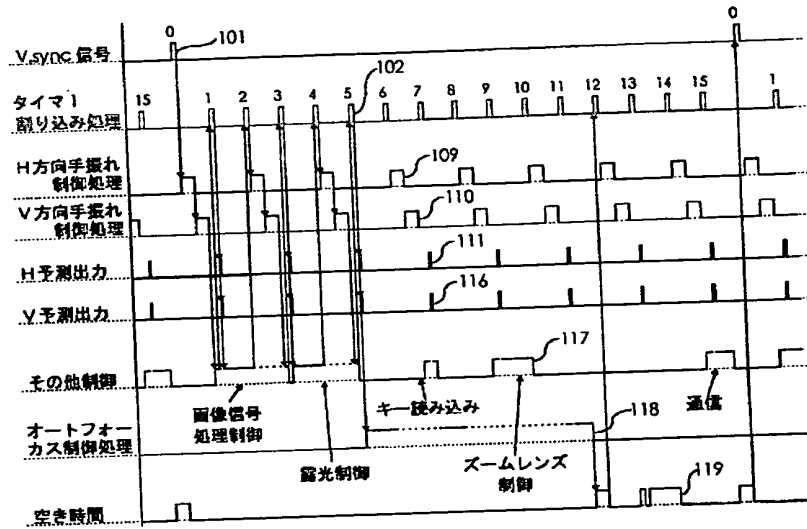 0 101 0
V.sync 信号
102
タイマ1
割り込み処理
15 1 2 3 4 5 6 7 8 9 10 11 12 13 14 15 1
H方向手振れ
制御処理
109
V方向手振れ
制御処理
110
H予測出力
111
V予測出力
116
その他制御
117
画像信号
処理制御
キー読み込み
通信
オートフォー
カス制御処理
118
露光制御
ズームレンズ
制御
空き時間
119